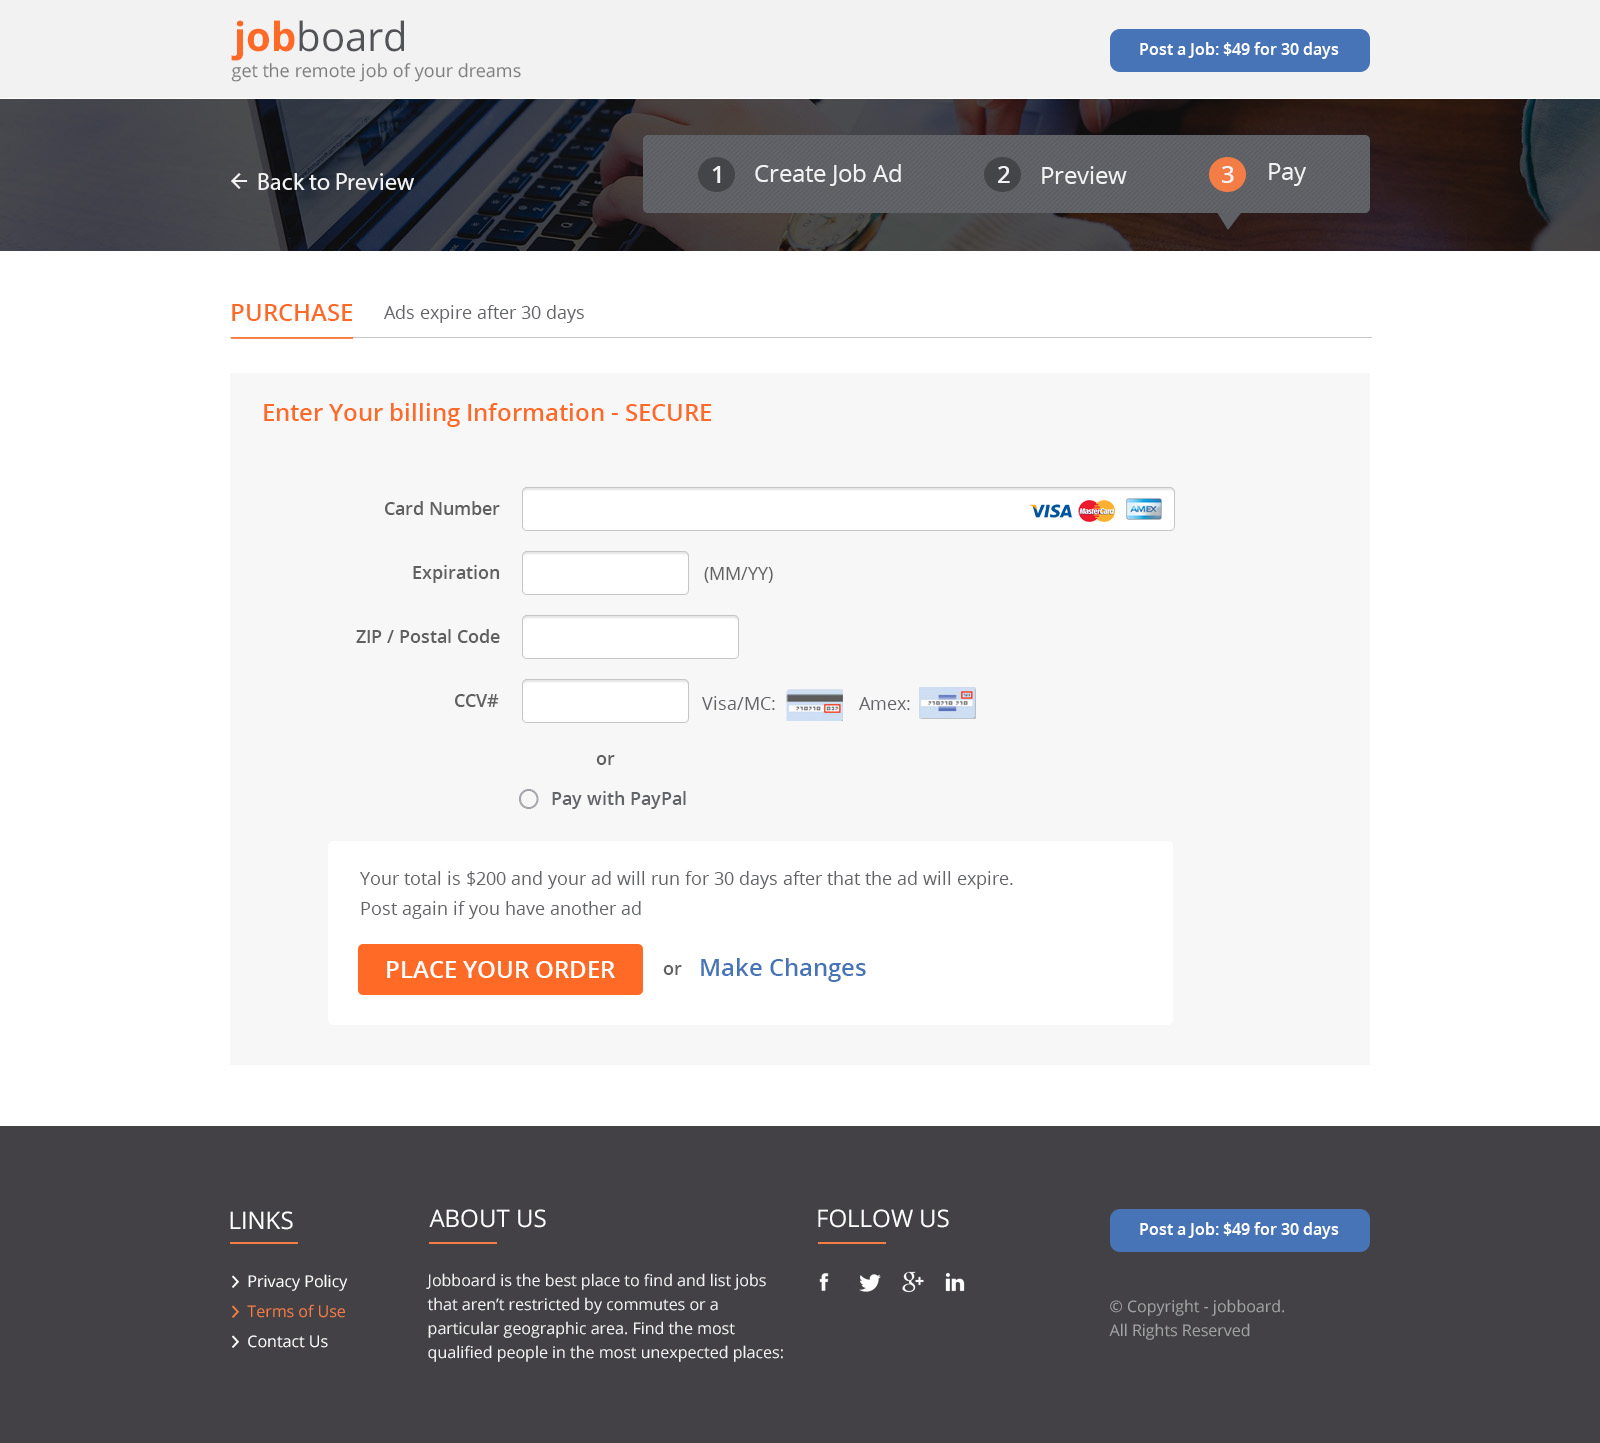 jobboard
get the remote job of your dreams
Post a Job: $49 for 30 days
Back to Preview
1 Create Job Ad 2 Preview 3 Pay
PURCHASE Ads expire after 30 days
Enter Your billing Information - SECURE
Card Number VISA MasterCard AMEX
Expiration (MM/YY)
ZIP / Postal Code
CCV# Visa/MC: Amex:
or
Pay with PayPal
Your total is $200 and your ad will run for 30 days after that the ad will expire.
Post again if you have another ad
PLACE YOUR ORDER or Make Changes
LINKS
Privacy Policy
Terms of Use
Contact Us
ABOUT US
Jobboard is the best place to find and list jobs
that aren’t restricted by commutes or a
particular geographic area. Find the most
qualified people in the most unexpected places:
FOLLOW US
Post a Job: $49 for 30 days
© Copyright - jobboard.
All Rights Reserved